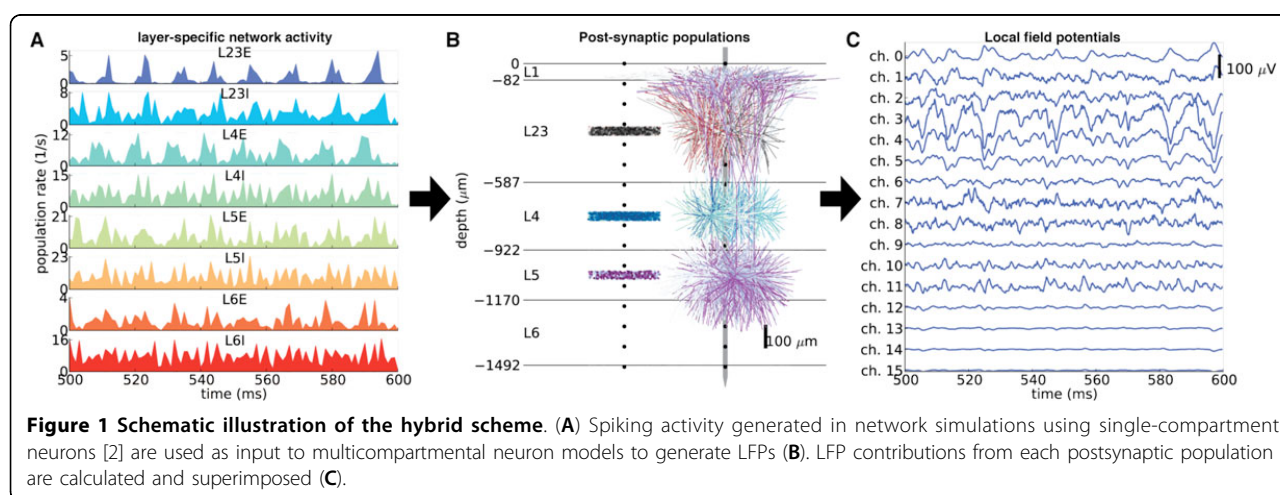 A
layer-specific network activity
L23E
5
0
L23I
8
0
L4E
12
0
L4I
15
0
L5E
21
0
L5I
23
0
L6E
4
0
L6I
16
0
population rate (1/s)
500 520 540 560 580 600
time (ms)
B
Post-synaptic populations
0
L1
−82
L23
−587
L4
−922
L5
−1170
L6
−1492
depth (μm)
100 μm
C
Local field potentials
ch. 0
ch. 1
ch. 2
ch. 3
ch. 4
ch. 5
ch. 6
ch. 7
ch. 8
ch. 9
ch. 10
ch. 11
ch. 12
ch. 13
ch. 14
ch. 15
100 μV
500 520 540 560 580 600
time (ms)
Figure 1 Schematic illustration of the hybrid scheme. (A) Spiking activity generated in network simulations using single-compartment
neurons [2] are used as input to multicompartmental neuron models to generate LFPs (B). LFP contributions from each postsynaptic population
are calculated and superimposed (C).